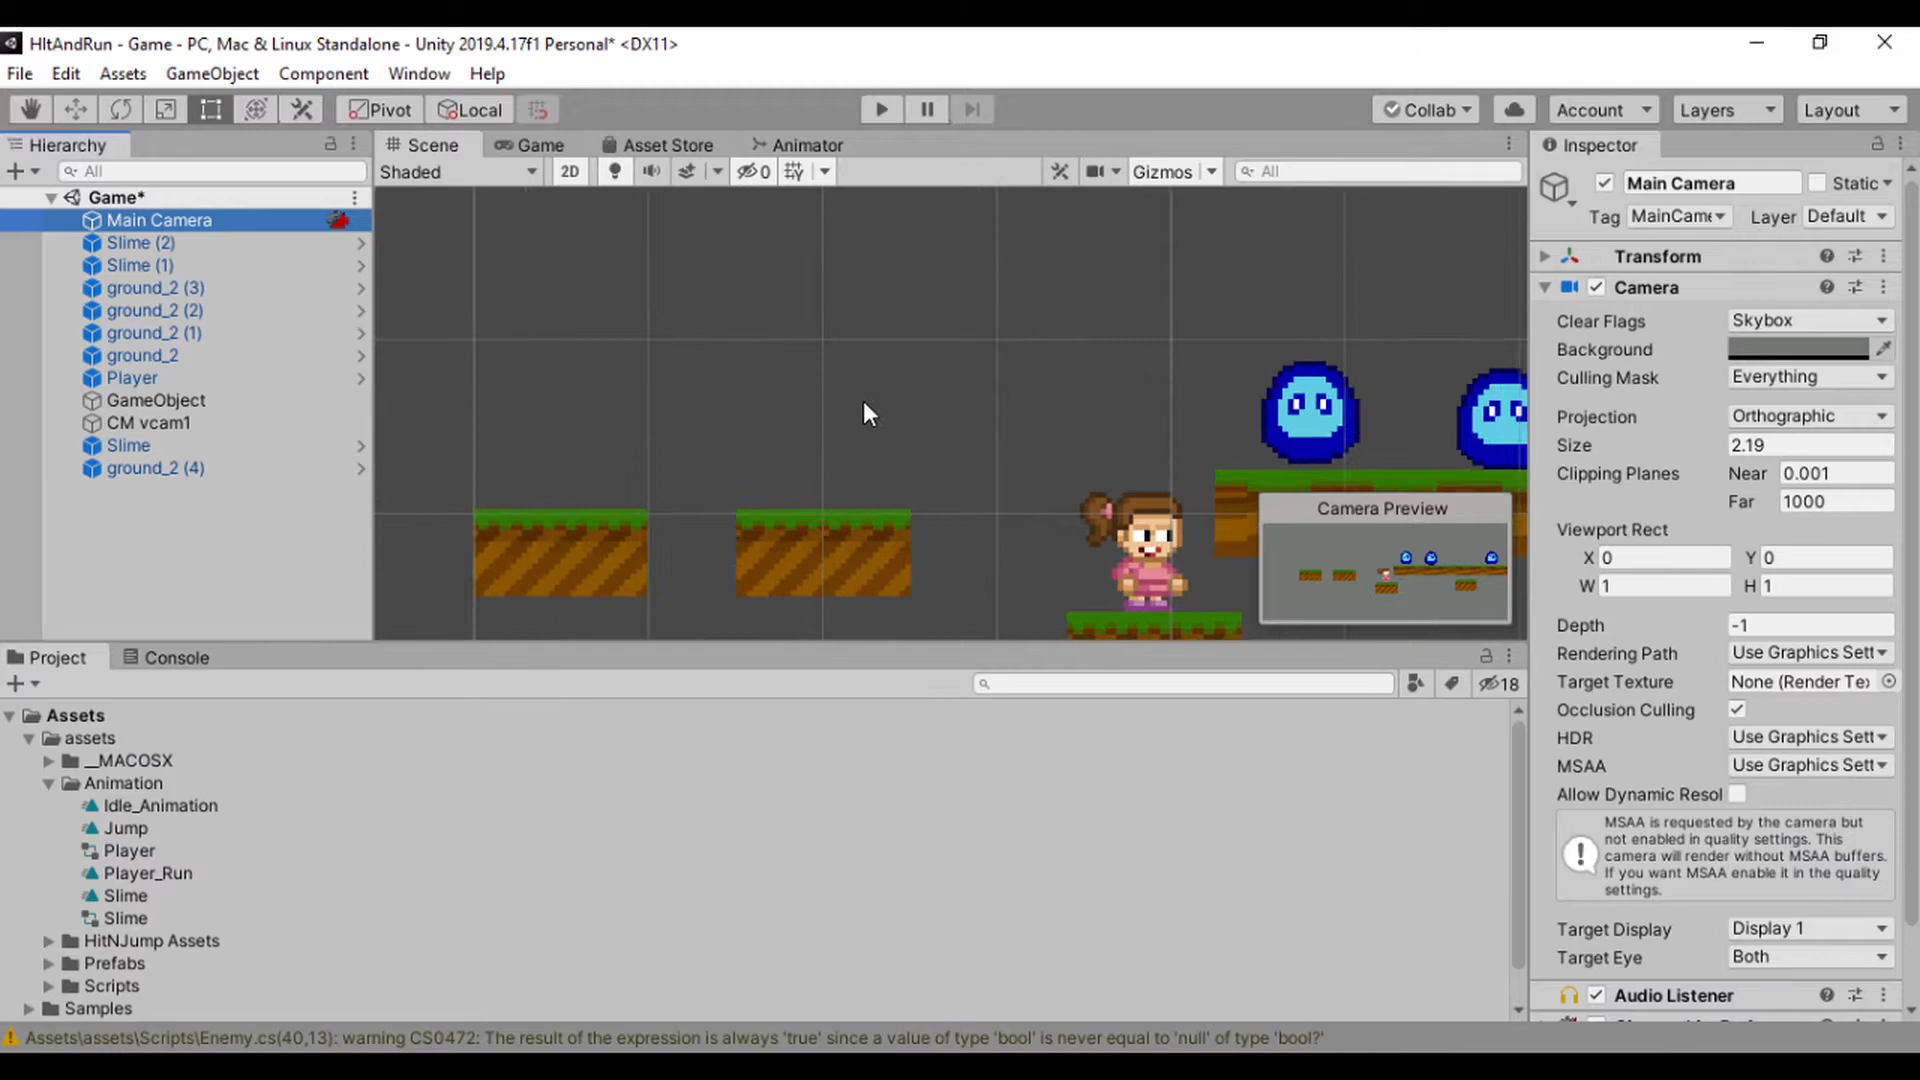 HItAndRun - Game - PC, Mac & Linux Standalone - Unity 2019.4.17f1 Personal* <DX11>
File Edit Assets GameObject Component Window Help
Pivot Local Collab Account Layers Layout
Hierarchy
All
Game*
Main Camera
Slime (2)
Slime (1)
ground_2 (3)
ground_2 (2)
ground_2 (1)
ground_2
Player
GameObject
CM vcam1
Slime
ground_2 (4)
Scene Game Asset Store Animator
Shaded 2D 0 Gizmos All
Camera Preview
Inspector
Main Camera Static
Tag MainCame Layer Default
Transform
Camera
Clear Flags Skybox
Background
Culling Mask Everything
Projection Orthographic
Size 2.19
Clipping Planes Near 0.001
Far 1000
Viewport Rect
X 0 Y 0
W 1 H 1
Depth -1
Rendering Path Use Graphics Sett
Target Texture None (Render Te
Occlusion Culling
HDR Use Graphics Sett
MSAA Use Graphics Sett
Allow Dynamic Resol
MSAA is requested by the camera but
not enabled in quality settings. This
camera will render without MSAA buffers.
If you want MSAA enable it in the quality
settings.
Target Display Display 1
Target Eye Both
Audio Listener
Project Console
18
Assets
assets
__MACOSX
Animation
Idle_Animation
Jump
Player
Player_Run
Slime
Slime
HitNJump Assets
Prefabs
Scripts
Samples
Assets\assets\Scripts\Enemy.cs(40,13): warning CS0472: The result of the expression is always 'true' since a value of type 'bool' is never equal to 'null' of type 'bool?'